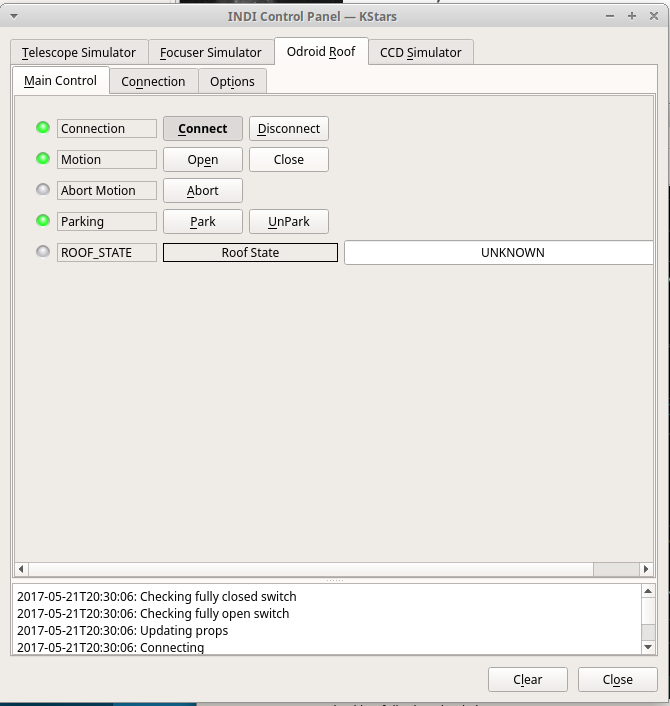 INDI Control Panel — KStars
Telescope Simulator Focuser Simulator Odroid Roof CCD Simulator
Main Control Connection Options
Connection Connect Disconnect
Motion Open Close
Abort Motion Abort
Parking Park UnPark
ROOF_STATE Roof State UNKNOWN
2017-05-21T20:30:06: Checking fully closed switch
2017-05-21T20:30:06: Checking fully open switch
2017-05-21T20:30:06: Updating props
2017-05-21T20:30:06: Connecting
Clear Close